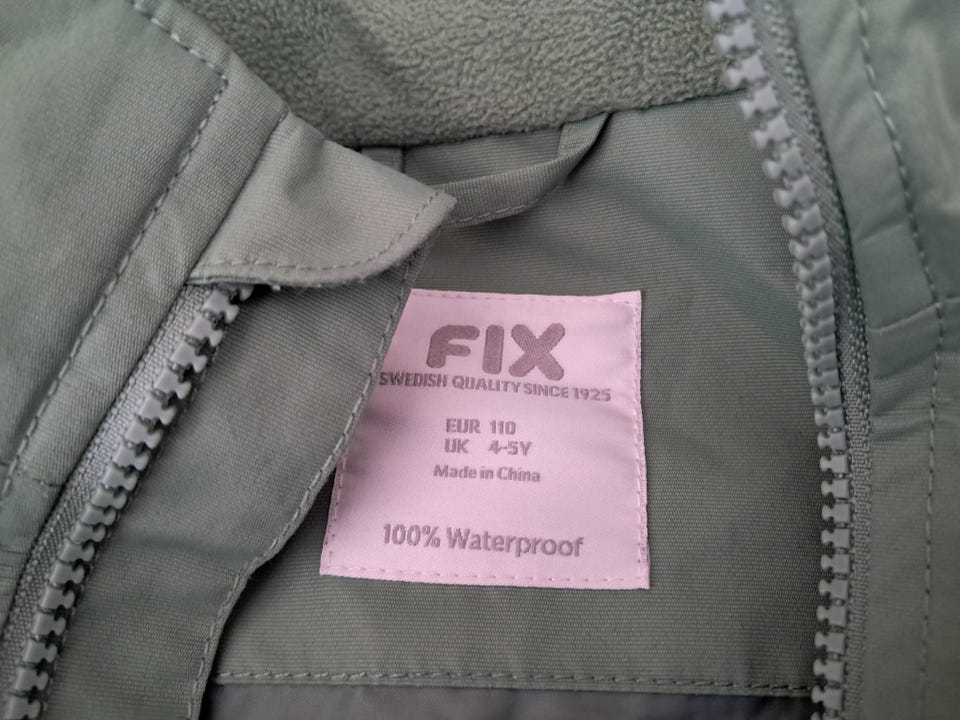 FIX
SWEDISH QUALITY SINCE 1925
EUR 110
UK 4-5Y
Made in China
100% Waterproof